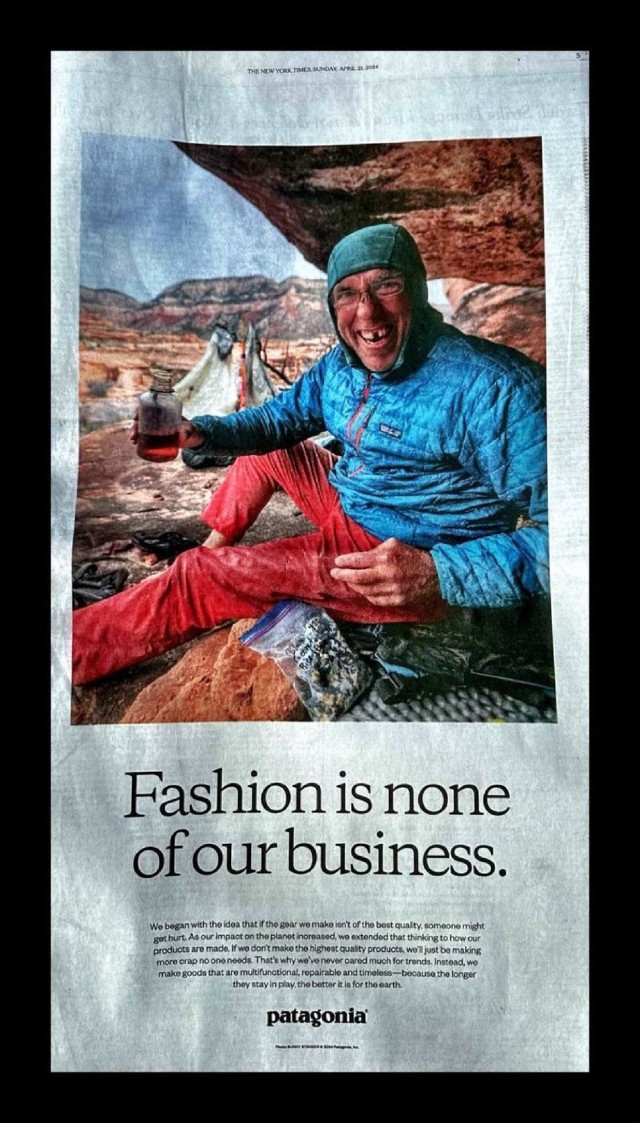 THE NEW YORK TIMES, SUNDAY, APRIL 21, 2024
Fashion is none
of our business.
We began with the idea that if the gear we make isn't of the best quality, someone might
get hurt. As our impact on the planet increased, we extended that thinking to how our
products are made. If we don't make the highest quality products, we'll just be making
more crap no one needs. That's why we've never cared much for trends. Instead, we
make goods that are multifunctional, repairable and timeless—because the longer
they stay in play, the better it is for the earth.
patagonia®